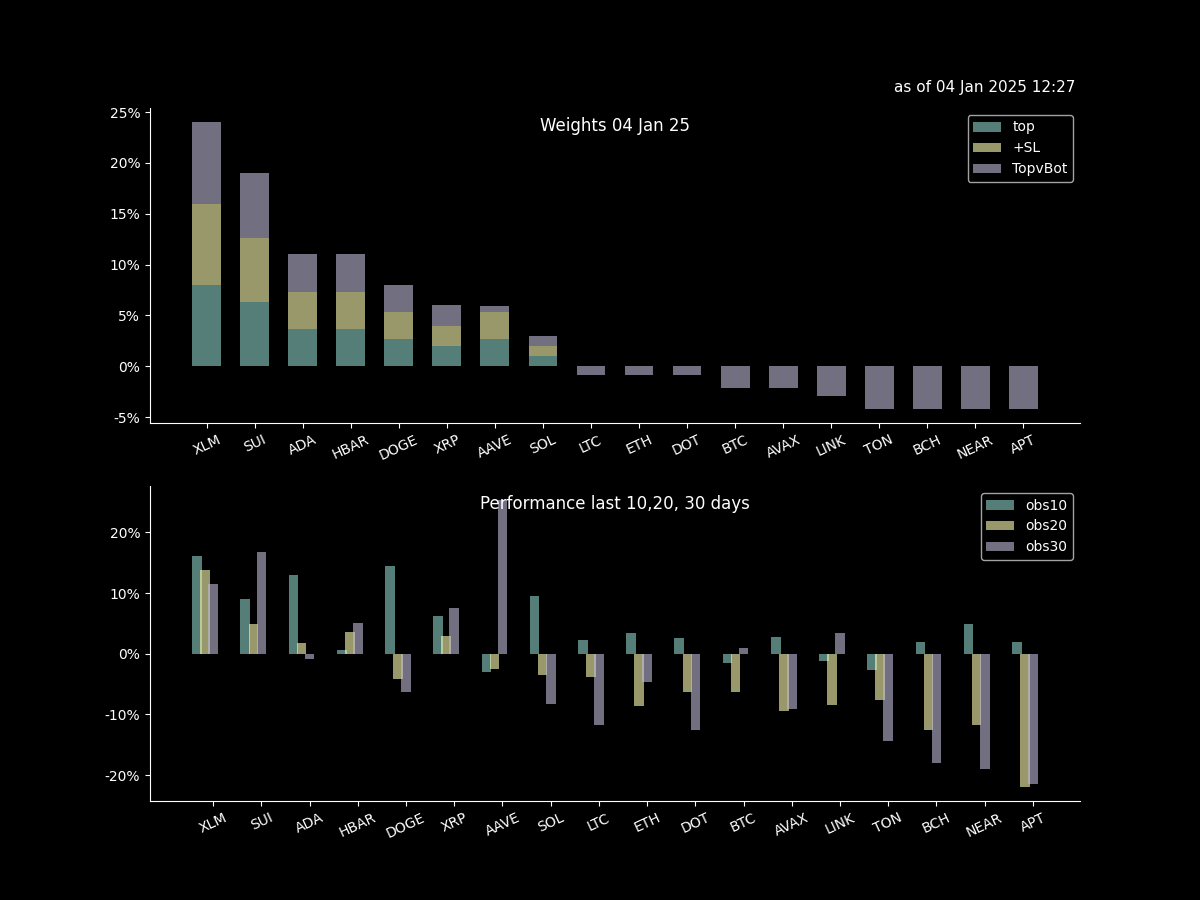 as of 04 Jan 2025 12:27
Weights 04 Jan 25
top
+SL
TopvBot
25%
20%
15%
10%
5%
0%
-5%
XLM SUI ADA HBAR DOGE XRP AAVE SOL LTC ETH DOT BTC AVAX LINK TON BCH NEAR APT
Performance last 10,20, 30 days
obs10
obs20
obs30
20%
10%
0%
-10%
-20%
XLM SUI ADA HBAR DOGE XRP AAVE SOL LTC ETH DOT BTC AVAX LINK TON BCH NEAR APT